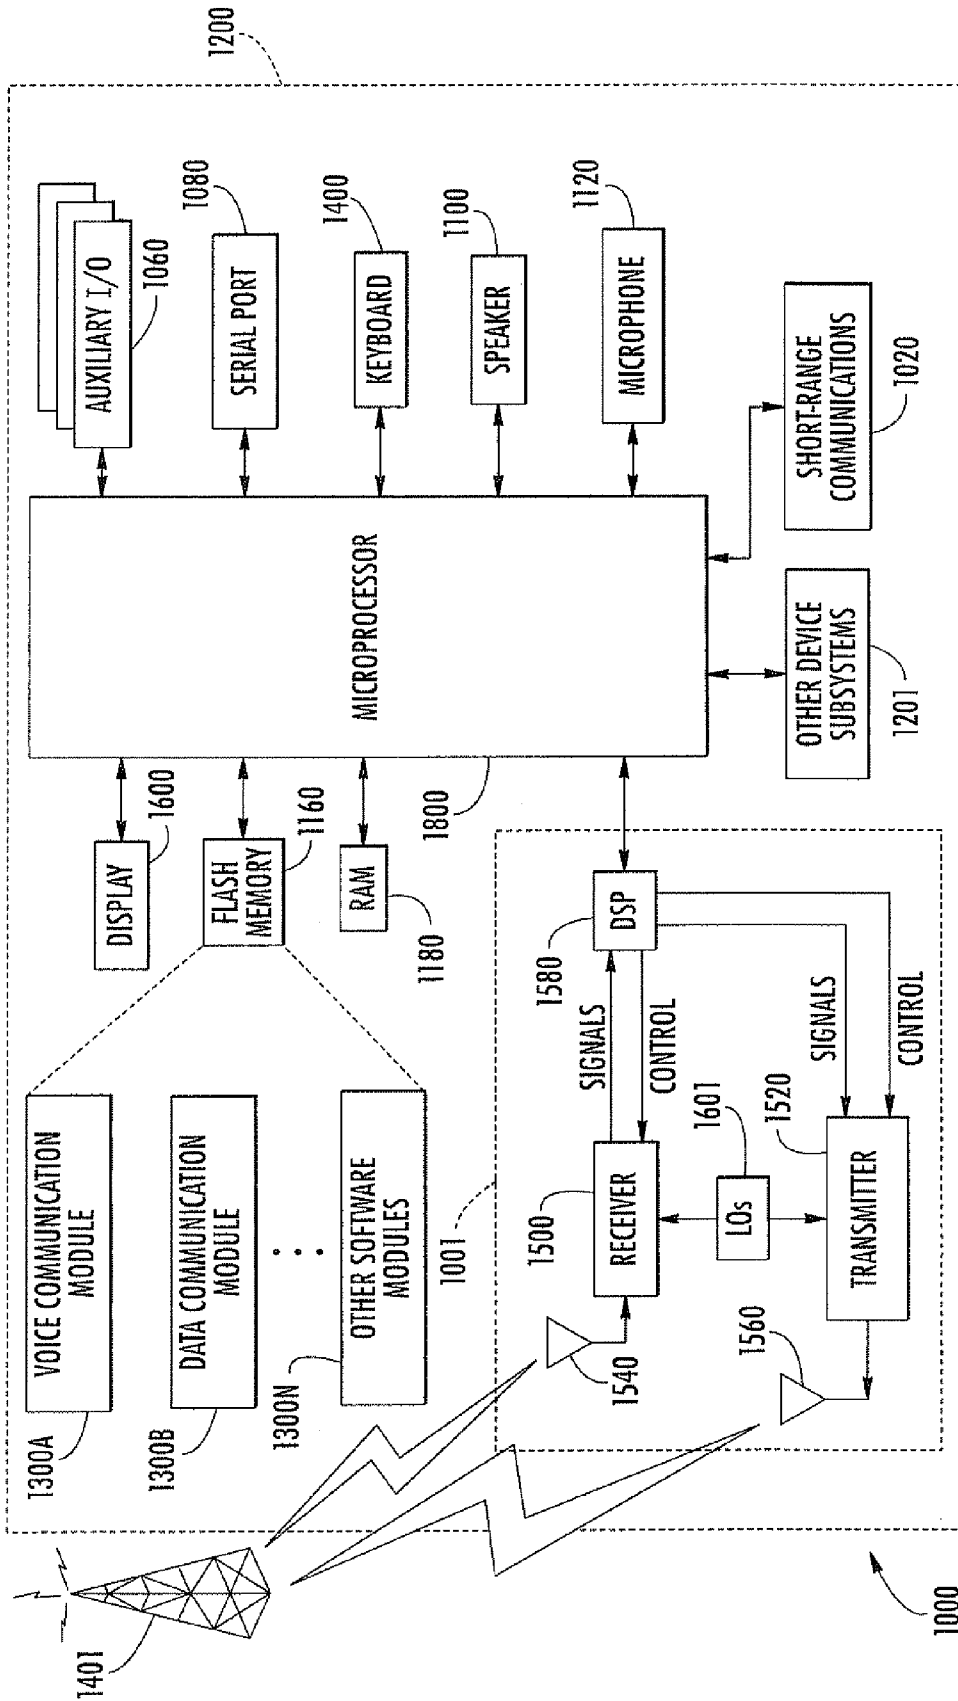 1200
AUXILIARY I/O
1060
SERIAL PORT
1080
KEYBOARD
1400
SPEAKER
1100
MICROPHONE
1120
SHORT-RANGE
COMMUNICATIONS
1020
MICROPROCESSOR
1800
OTHER DEVICE
SUBSYSTEMS
1201
DISPLAY
1600
FLASH
MEMORY
1160
RAM
1180
VOICE COMMUNICATION
MODULE
1300A
DATA COMMUNICATION
MODULE
1300B
OTHER SOFTWARE
MODULES
1300N
1001
DSP
1580
SIGNALS
CONTROL
SIGNALS
CONTROL
RECEIVER
1500
LOs
1601
TRANSMITTER
1520
1540
1560
1401
1000